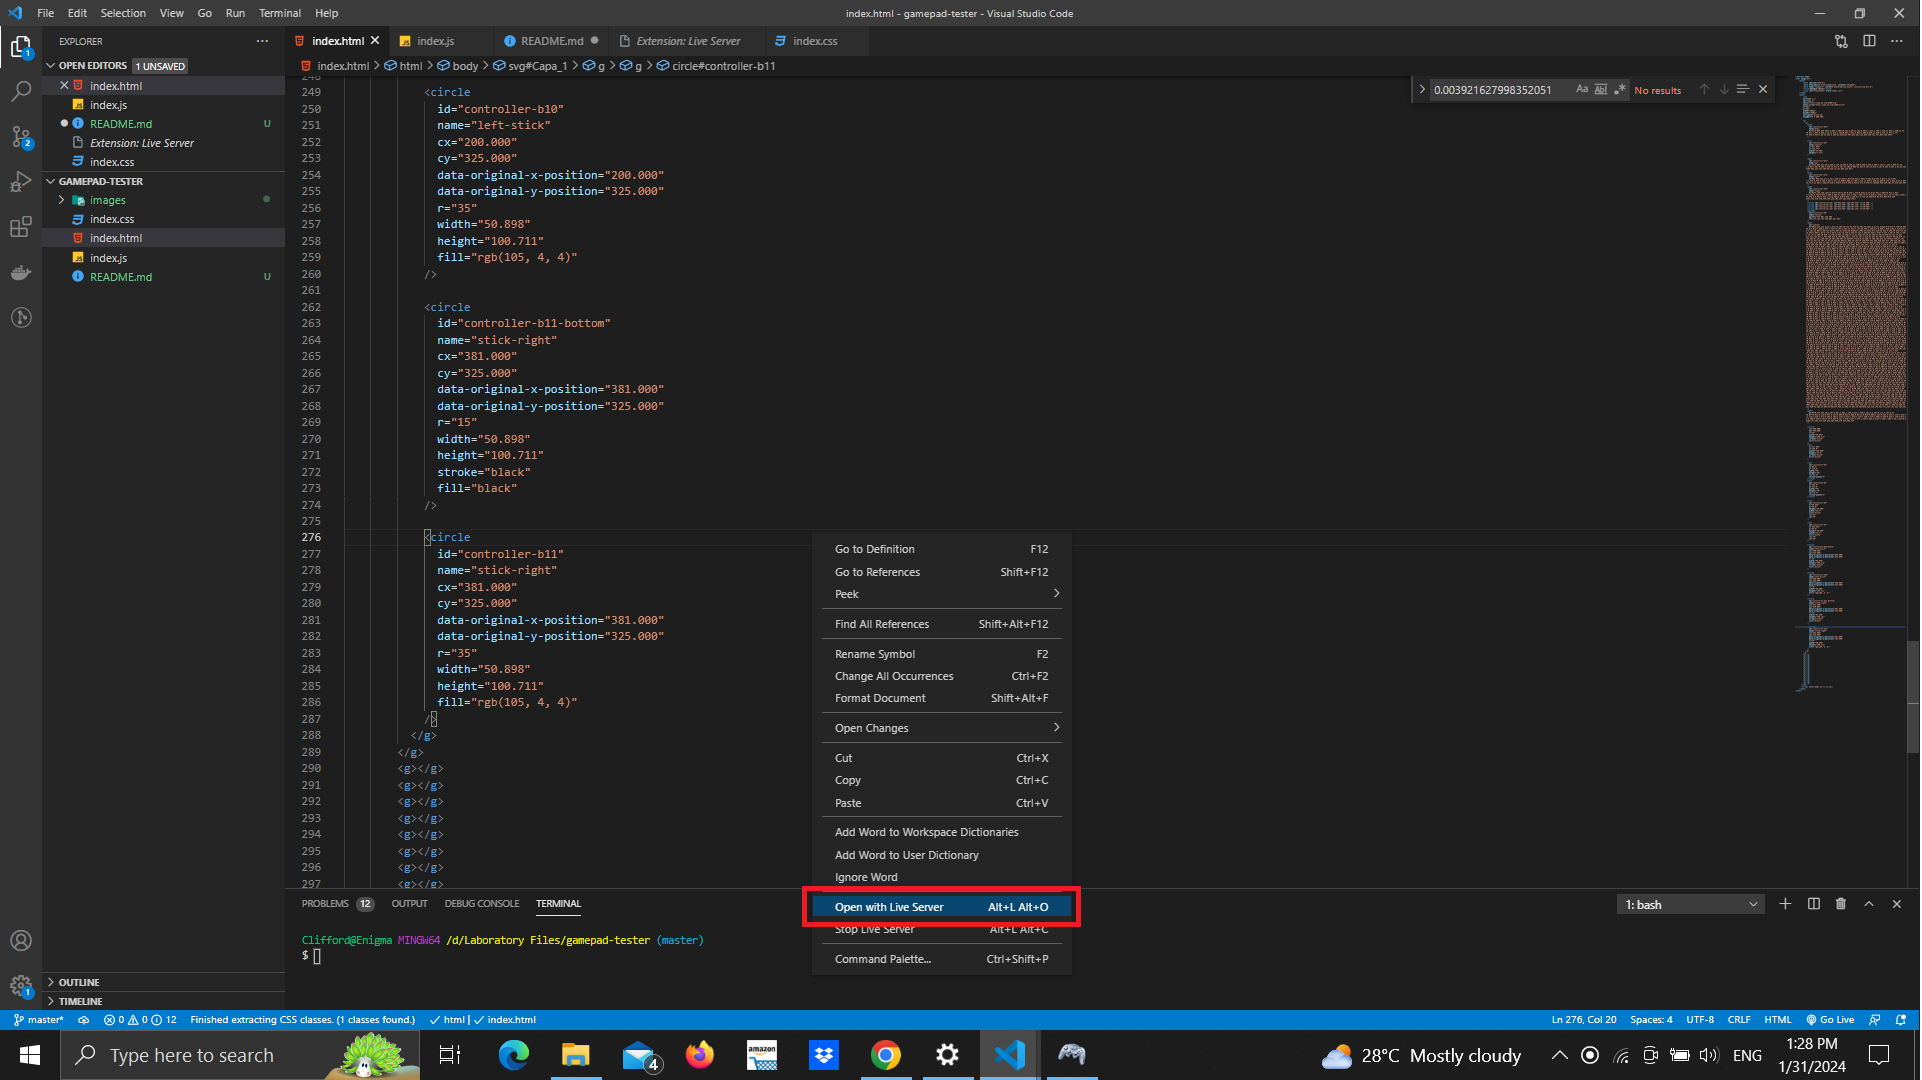 File Edit Selection View Go Run Terminal Help
index.html - gamepad-tester - Visual Studio Code
EXPLORER
OPEN EDITORS 1 UNSAVED
index.html
index.js
README.md U
Extension: Live Server
index.css
GAMEPAD-TESTER
images
index.css
index.html
index.js
README.md U
OUTLINE
TIMELINE
index.html index.js README.md Extension: Live Server index.css
index.html > html > body > svg#Capa_1 > g > g > circle#controller-b11
0.003921627998352051 Aa Abl .* No results
248
249 <circle
250 id="controller-b10"
251 name="left-stick"
252 cx="200.000"
253 cy="325.000"
254 data-original-x-position="200.000"
255 data-original-y-position="325.000"
256 r="35"
257 width="50.898"
258 height="100.711"
259 fill="rgb(105, 4, 4)"
260 />
261
262 <circle
263 id="controller-b11-bottom"
264 name="stick-right"
265 cx="381.000"
266 cy="325.000"
267 data-original-x-position="381.000"
268 data-original-y-position="325.000"
269 r="15"
270 width="50.898"
271 height="100.711"
272 stroke="black"
273 fill="black"
274 />
275
276 <circle
277 id="controller-b11"
278 name="stick-right"
279 cx="381.000"
280 cy="325.000"
281 data-original-x-position="381.000"
282 data-original-y-position="325.000"
283 r="35"
284 width="50.898"
285 height="100.711"
286 fill="rgb(105, 4, 4)"
287 />
288 </g>
289 </g>
290 <g></g>
291 <g></g>
292 <g></g>
293 <g></g>
294 <g></g>
295 <g></g>
296 <g></g>
297 <g></g>
Go to Definition F12
Go to References Shift+F12
Peek
Find All References Shift+Alt+F12
Rename Symbol F2
Change All Occurrences Ctrl+F2
Format Document Shift+Alt+F
Open Changes
Cut Ctrl+X
Copy Ctrl+C
Paste Ctrl+V
Add Word to Workspace Dictionaries
Add Word to User Dictionary
Ignore Word
Open with Live Server Alt+L Alt+O
Stop Live Server Alt+L Alt+C
Command Palette... Ctrl+Shift+P
PROBLEMS 12 OUTPUT DEBUG CONSOLE TERMINAL
1: bash
Clifford@Enigma MINGW64 /d/Laboratory Files/gamepad-tester (master)
$
master* 0 0 12 Finished extracting CSS classes. (1 classes found.) html | index.html
Ln 276, Col 20 Spaces: 4 UTF-8 CRLF HTML Go Live
Type here to search
amazon
4
28°C Mostly cloudy
ENG
1:28 PM
1/31/2024